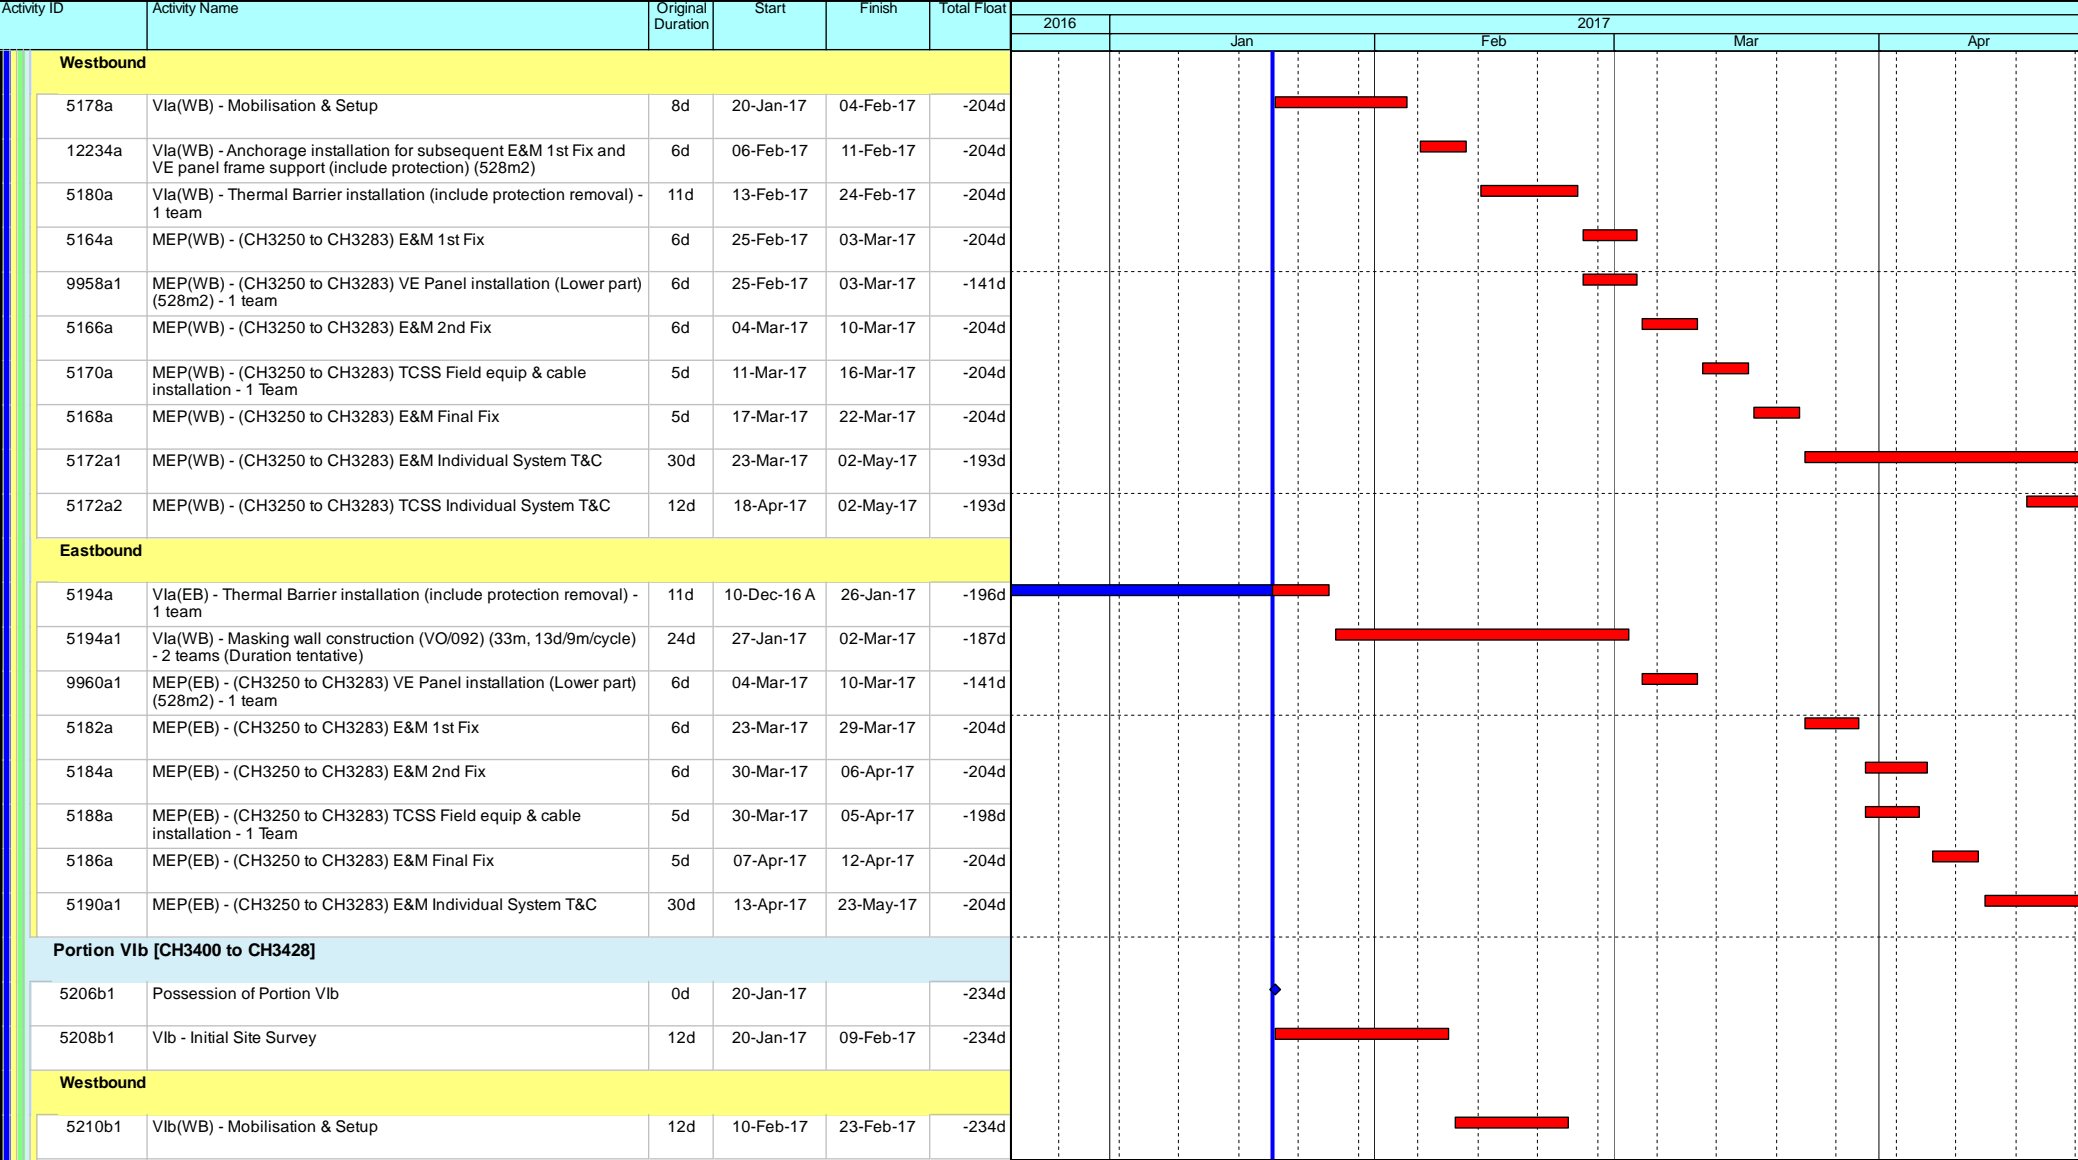 Activity ID Activity Name Original Duration Start Finish Total Float
2016 2017
Jan Feb Mar Apr
Westbound
5178a VIa(WB) - Mobilisation & Setup 8d 20-Jan-17 04-Feb-17 -204d
12234a VIa(WB) - Anchorage installation for subsequent E&M 1st Fix and 6d 06-Feb-17 11-Feb-17 -204d
VE panel frame support (include protection) (528m2)
5180a VIa(WB) - Thermal Barrier installation (include protection removal) - 11d 13-Feb-17 24-Feb-17 -204d
1 team
5164a MEP(WB) - (CH3250 to CH3283) E&M 1st Fix 6d 25-Feb-17 03-Mar-17 -204d
9958a1 MEP(WB) - (CH3250 to CH3283) VE Panel installation (Lower part) 6d 25-Feb-17 03-Mar-17 -141d
(528m2) - 1 team
5166a MEP(WB) - (CH3250 to CH3283) E&M 2nd Fix 6d 04-Mar-17 10-Mar-17 -204d
5170a MEP(WB) - (CH3250 to CH3283) TCSS Field equip & cable 5d 11-Mar-17 16-Mar-17 -204d
installation - 1 Team
5168a MEP(WB) - (CH3250 to CH3283) E&M Final Fix 5d 17-Mar-17 22-Mar-17 -204d
5172a1 MEP(WB) - (CH3250 to CH3283) E&M Individual System T&C 30d 23-Mar-17 02-May-17 -193d
5172a2 MEP(WB) - (CH3250 to CH3283) TCSS Individual System T&C 12d 18-Apr-17 02-May-17 -193d
Eastbound
5194a VIa(EB) - Thermal Barrier installation (include protection removal) - 11d 10-Dec-16 A 26-Jan-17 -196d
1 team
5194a1 VIa(WB) - Masking wall construction (VO/092) (33m, 13d/9m/cycle) 24d 27-Jan-17 02-Mar-17 -187d
- 2 teams (Duration tentative)
9960a1 MEP(EB) - (CH3250 to CH3283) VE Panel installation (Lower part) 6d 04-Mar-17 10-Mar-17 -141d
(528m2) - 1 team
5182a MEP(EB) - (CH3250 to CH3283) E&M 1st Fix 6d 23-Mar-17 29-Mar-17 -204d
5184a MEP(EB) - (CH3250 to CH3283) E&M 2nd Fix 6d 30-Mar-17 06-Apr-17 -204d
5188a MEP(EB) - (CH3250 to CH3283) TCSS Field equip & cable 5d 30-Mar-17 05-Apr-17 -198d
installation - 1 Team
5186a MEP(EB) - (CH3250 to CH3283) E&M Final Fix 5d 07-Apr-17 12-Apr-17 -204d
5190a1 MEP(EB) - (CH3250 to CH3283) E&M Individual System T&C 30d 13-Apr-17 23-May-17 -204d
Portion VIb [CH3400 to CH3428]
5206b1 Possession of Portion VIb 0d 20-Jan-17 -234d
5208b1 VIb - Initial Site Survey 12d 20-Jan-17 09-Feb-17 -234d
Westbound
5210b1 VIb(WB) - Mobilisation & Setup 12d 10-Feb-17 23-Feb-17 -234d